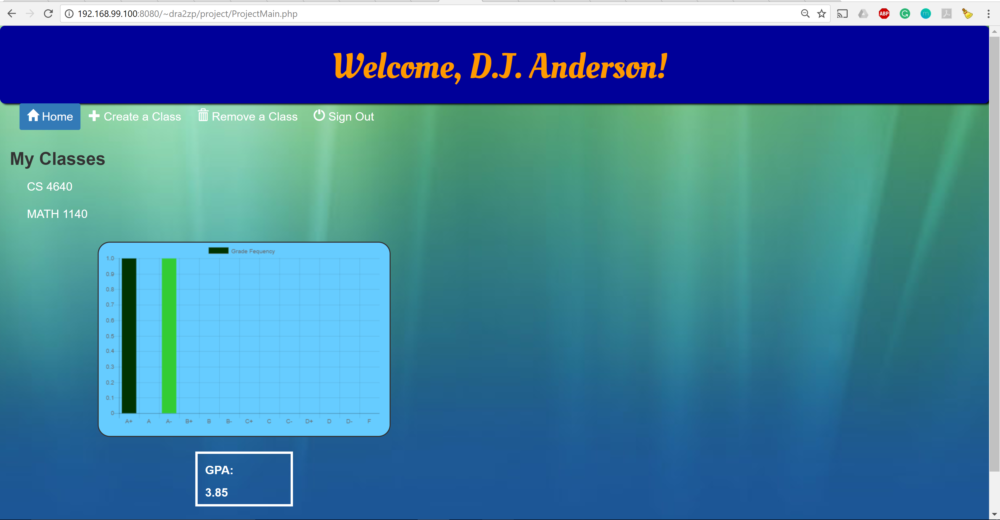 192.168.99.100:8080/~dra2zp/project/ProjectMain.php
ABP
G
m
Welcome, D.J. Anderson!
Home Create a Class Remove a Class Sign Out
My Classes
CS 4640
MATH 1140
Grade Fequency
1.0
0.9
0.8
0.7
0.6
0.5
0.4
0.3
0.2
0.1
0
A+ A A- B+ B B- C+ C C- D+ D D- F
GPA:
3.85